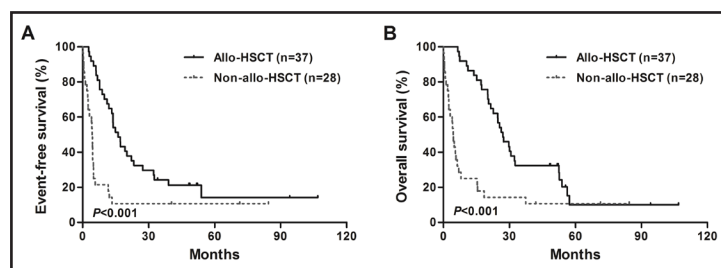 A
Event-free survival (%)
100
80
60
40
20
0
Allo-HSCT (n=37)
Non-allo-HSCT (n=28)
P<0.001
0 30 60 90 120
Months
B
Overall survival (%)
100
80
60
40
20
0
Allo-HSCT (n=37)
Non-allo-HSCT (n=28)
P<0.001
0 30 60 90 120
Months